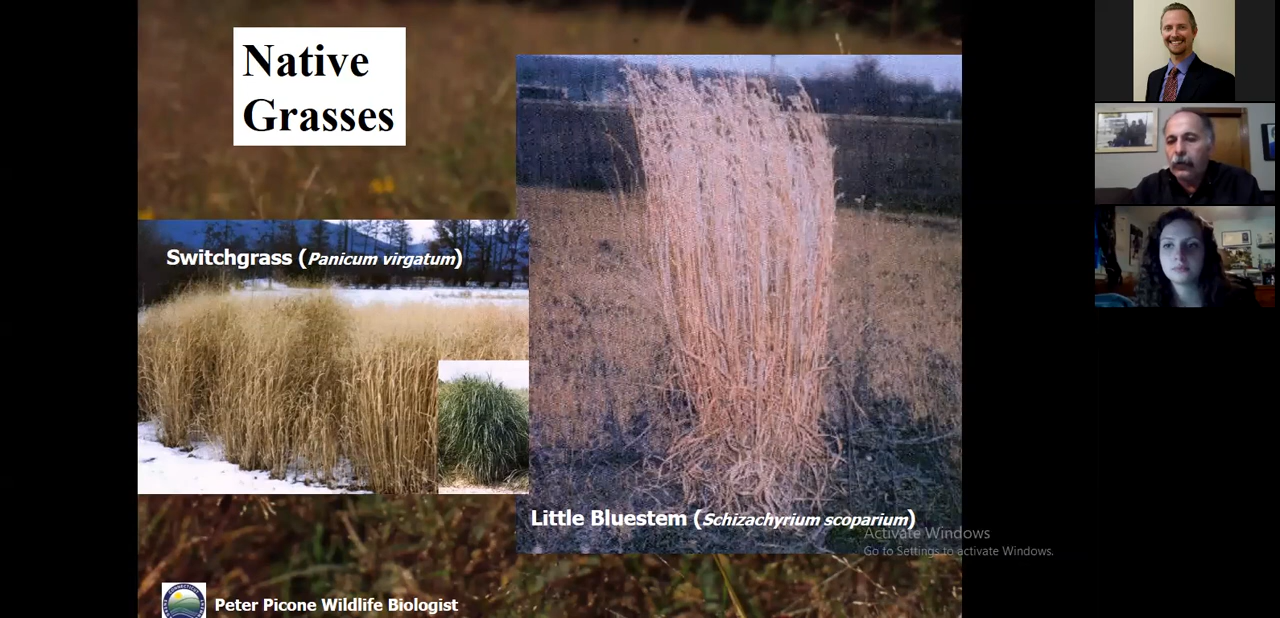 Native
Grasses
Switchgrass (Panicum virgatum)
Little Bluestem (Schizachyrium scoparium)
Activate Windows
Go to Settings to activate Windows.
Peter Picone Wildlife Biologist